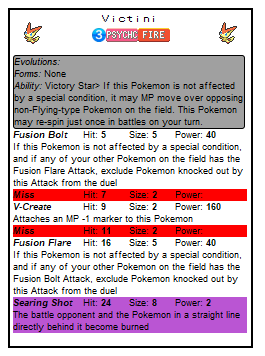 Victini
3 PSYCHC FIRE
Evolutions:
Forms: None
Ability: Victory Star> If this Pokemon is not affected
by a special condition, it may MP move over opposing
non-Flying-type Pokemon on the field. This Pokemon
may re-spin just once in battles on your turn.
Fusion Bolt Hit: 5 Size: 5 Power: 40
If this Pokemon is not affected by a special condition,
and if any of your other Pokemon on the field has the
Fusion Flare Attack, exclude Pokemon knocked out by
this Attack from the duel
Miss Hit: 7 Size: 2 Power:
V-Create Hit: 9 Size: 2 Power: 160
Attaches an MP -1 marker to this Pokemon
Miss Hit: 11 Size: 2 Power:
Fusion Flare Hit: 16 Size: 5 Power: 40
If this Pokemon is not affected by a special condition,
and if any of your other Pokemon on the field has the
Fusion Bolt Attack, exclude Pokemon knocked out by
this Attack from the duel
Searing Shot Hit: 24 Size: 8 Power: 2
The battle opponent and the Pokemon in a straight line
directly behind it become burned